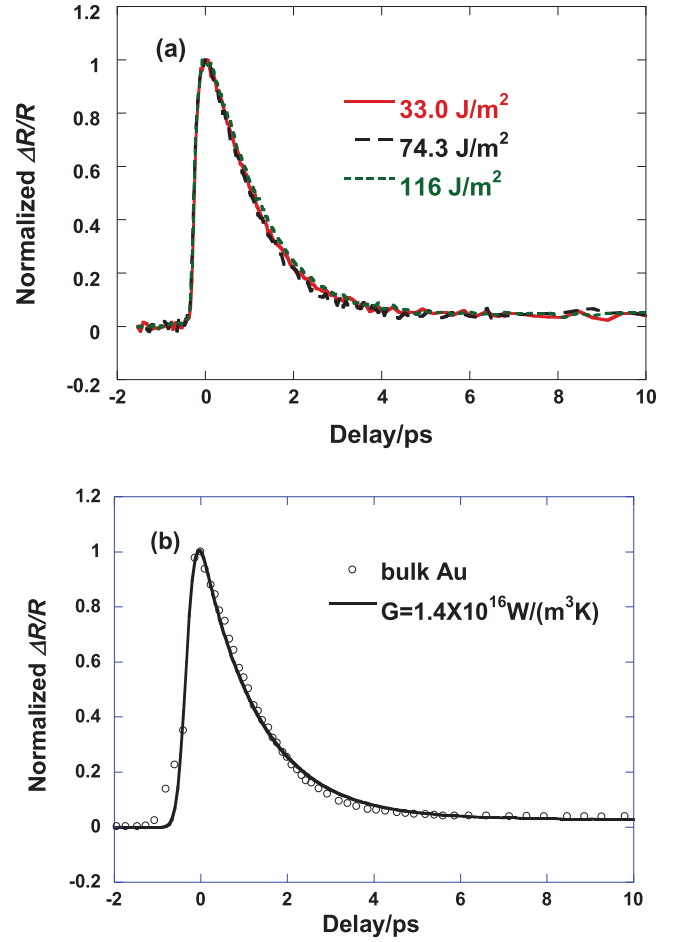 (a)
1.2
1
0.8
0.6
0.4
0.2
0
-0.2
Normalized ΔR/R
33.0 J/m²
74.3 J/m²
116 J/m²
-2 0 2 4 6 8 10
Delay/ps
(b)
1.2
1
0.8
0.6
0.4
0.2
0
-0.2
Normalized ΔR/R
bulk Au
G=1.4X10¹⁶W/(m³K)
-2 0 2 4 6 8 10
Delay/ps